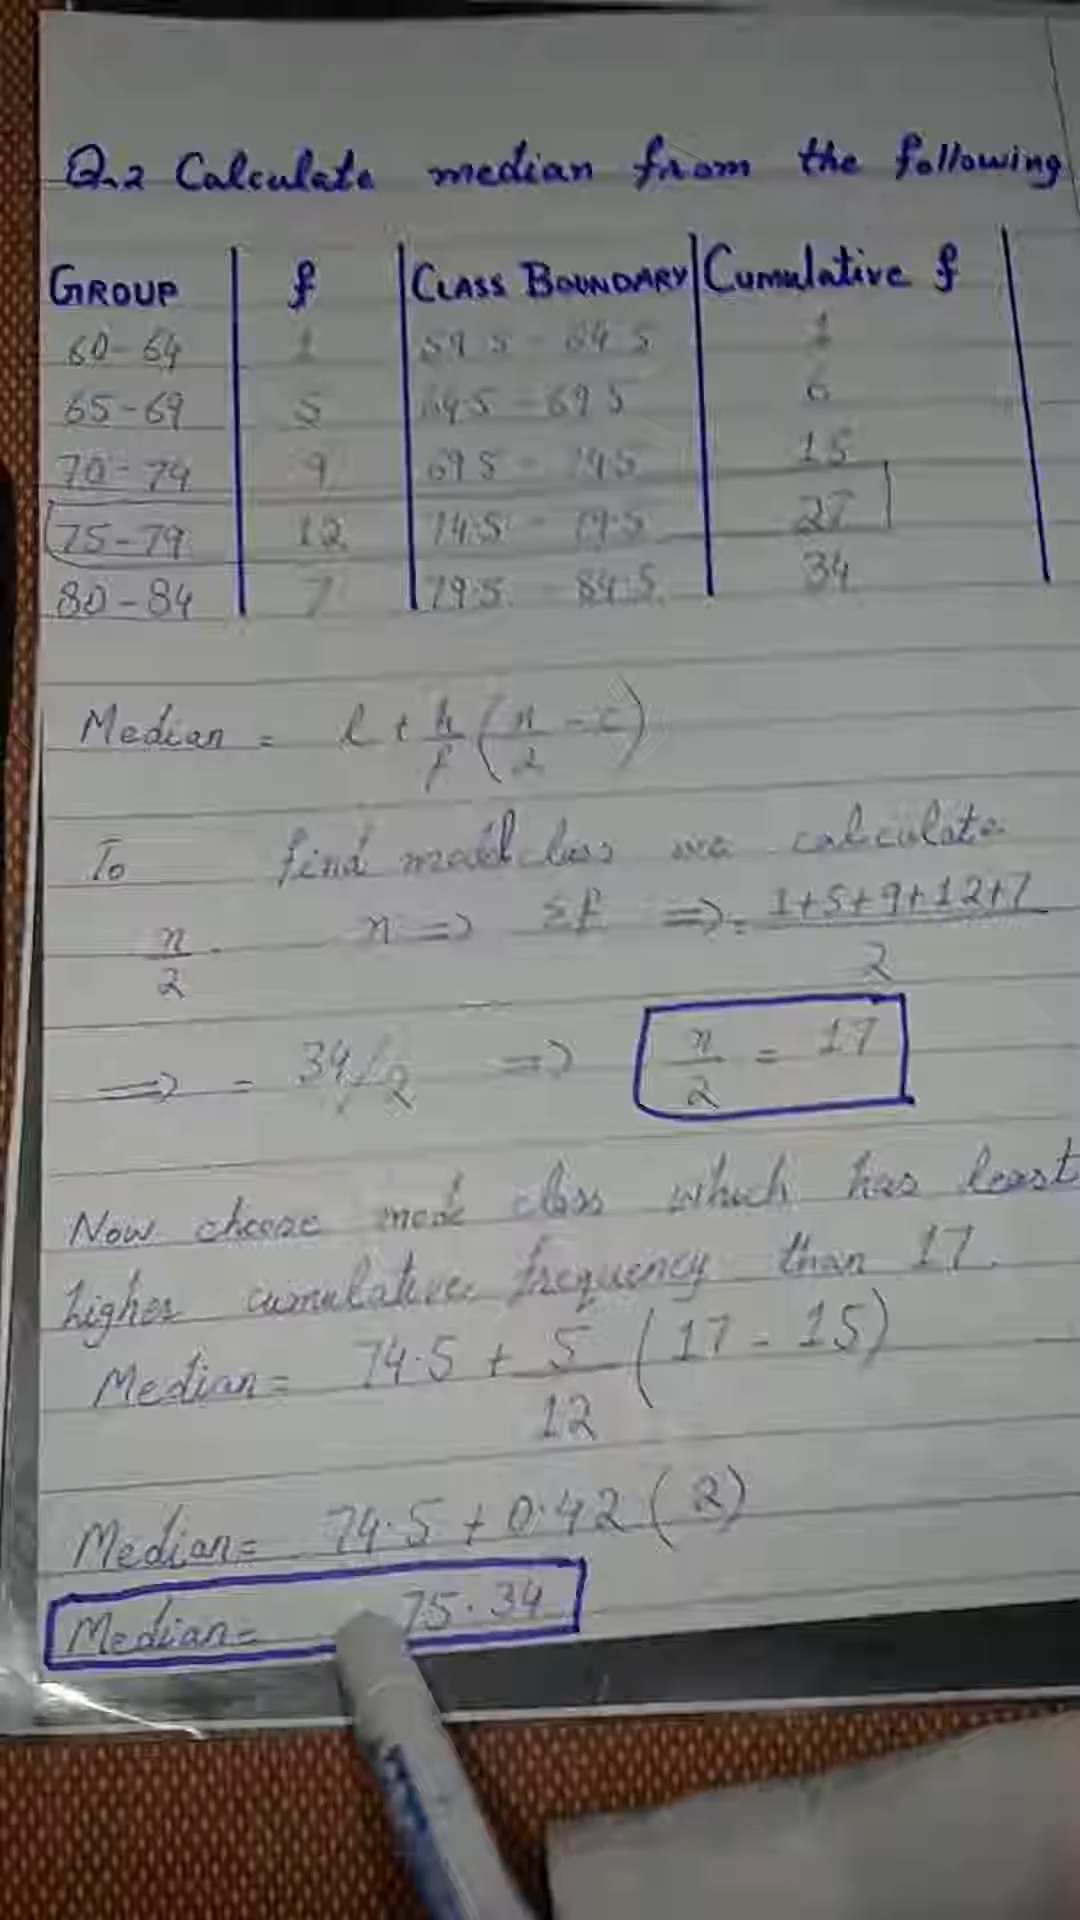 Q.2 Calculate median from the following
GROUP f CLASS BOUNDARY Cumulative f
60-64 1 59.5-64.5 1
65-69 5 64.5-69.5 6
70-74 9 69.5-74.5 15
75-79 12 74.5-79.5 27
80-84 7 79.5-84.5 34
Median = l + h/f (n/2 - c)
To find class we calculate
n/2 n => Σf =>= 1+5+9+12+7/2
=> = 34/2 => n/2 = 17
Now choose mode class which has least
higher cumulative frequency than 17.
Median = 74.5 + 5/12 (17-15)
Median = 74.5 + 0.42 (2)
Median = 75.34